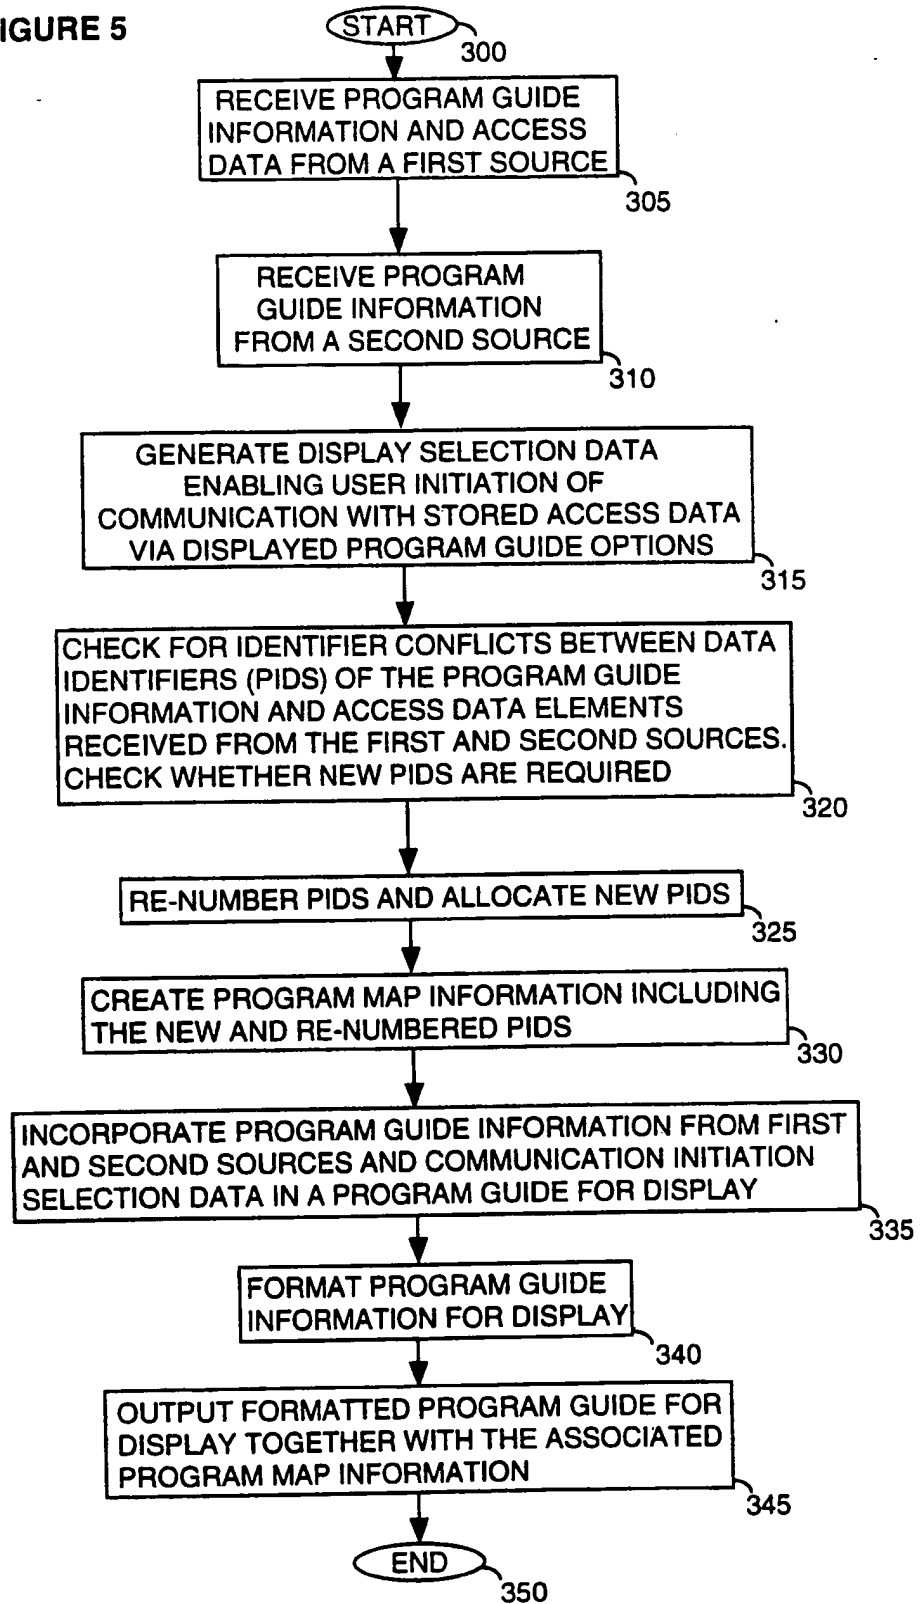 IGURE 5
START
300
RECEIVE PROGRAM GUIDE
INFORMATION AND ACCESS
DATA FROM A FIRST SOURCE
305
RECEIVE PROGRAM
GUIDE INFORMATION
FROM A SECOND SOURCE
310
GENERATE DISPLAY SELECTION DATA
ENABLING USER INITIATION OF
COMMUNICATION WITH STORED ACCESS DATA
VIA DISPLAYED PROGRAM GUIDE OPTIONS
315
CHECK FOR IDENTIFIER CONFLICTS BETWEEN DATA
IDENTIFIERS (PIDS) OF THE PROGRAM GUIDE
INFORMATION AND ACCESS DATA ELEMENTS
RECEIVED FROM THE FIRST AND SECOND SOURCES.
CHECK WHETHER NEW PIDS ARE REQUIRED
320
RE-NUMBER PIDS AND ALLOCATE NEW PIDS
325
CREATE PROGRAM MAP INFORMATION INCLUDING
THE NEW AND RE-NUMBERED PIDS
330
INCORPORATE PROGRAM GUIDE INFORMATION FROM FIRST
AND SECOND SOURCES AND COMMUNICATION INITIATION
SELECTION DATA IN A PROGRAM GUIDE FOR DISPLAY
335
FORMAT PROGRAM GUIDE
INFORMATION FOR DISPLAY
340
OUTPUT FORMATTED PROGRAM GUIDE FOR
DISPLAY TOGETHER WITH THE ASSOCIATED
PROGRAM MAP INFORMATION
345
END
350